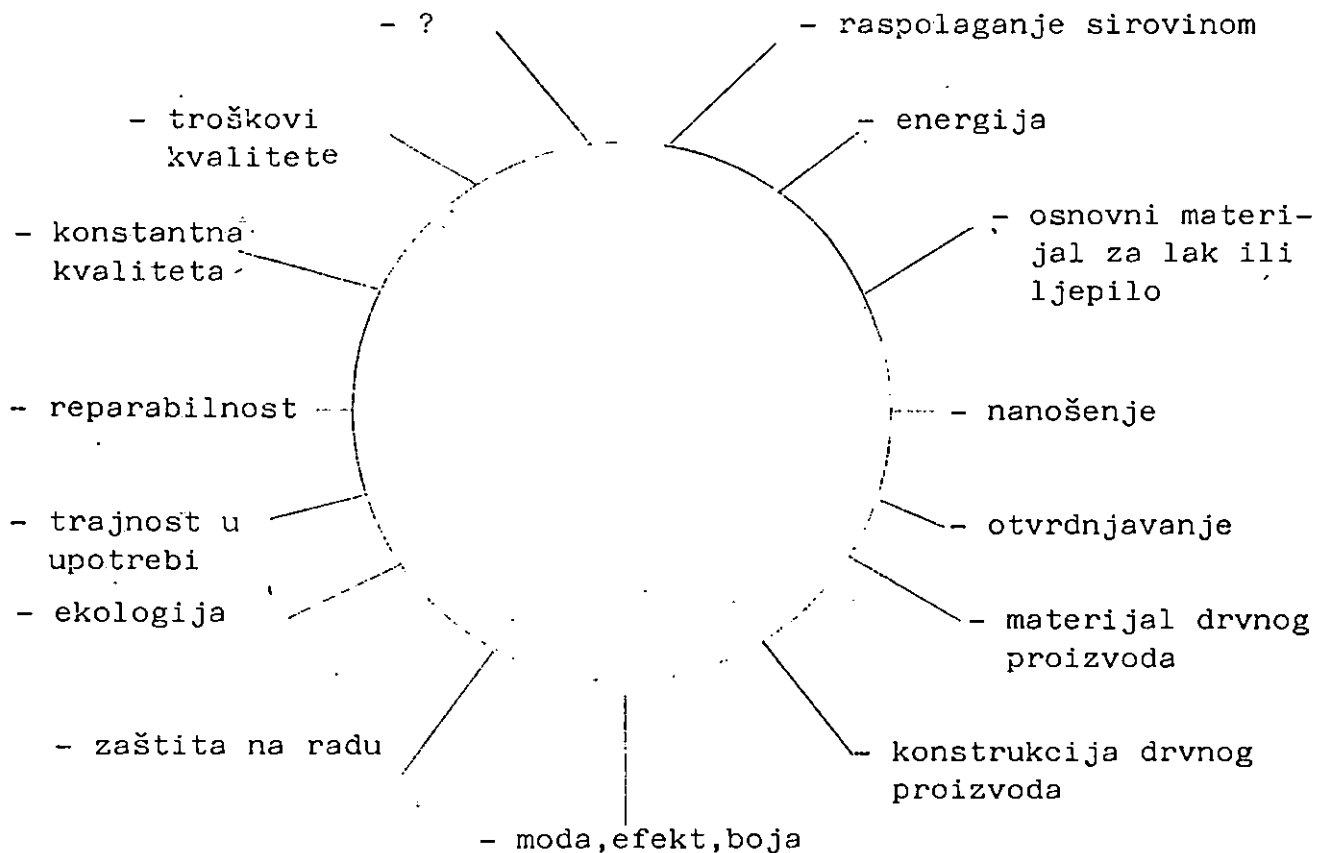 - ?
- raspolaganje sirovinom
- energija
- osnovni materi-
jal za lak ili
ljepilo
- nanošenje
- otvrdnjavanje
- materijal drvnog
proizvoda
- konstrukcija drvnog
proizvoda
- moda,efekt,boja
- zaštita na radu
- ekologija
- trajnost u
upotrebi
- reparabilnost
- konstantna
kvaliteta
- troškovi
kvalitete